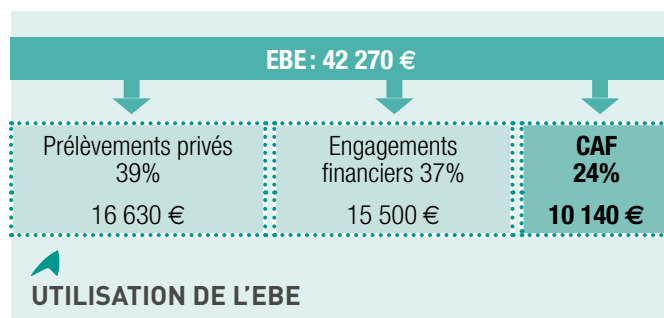 EBE : 42 270 €
Prélèvements privés
39%
16 630 €
Engagements
financiers 37%
15 500 €
CAF
24%
10 140 €
UTILISATION DE L’EBE